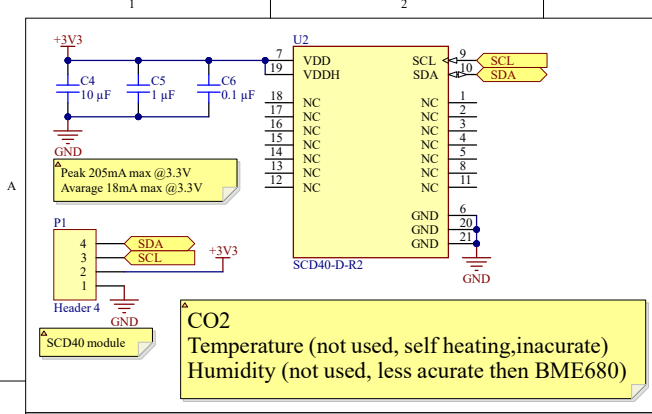 1 2
A
+3V3
C4
10 µF
C5
1 µF
C6
0.1 µF
GND
Peak 205mA max @3.3V
Avarage 18mA max @3.3V
U2
7 VDD SCL 9 SCL
19 VDDH SDA 10 SDA
18 NC NC 1
17 NC NC 2
16 NC NC 3
15 NC NC 4
14 NC NC 5
13 NC NC 8
12 NC NC 11
GND 6
GND 20
GND 21
SCD40-D-R2
GND
P1
4 SDA
3 SCL
2 +3V3
1
GND
Header 4
SCD40 module
CO2
Temperature (not used, self heating,inacurate)
Humidity (not used, less acurate then BME680)